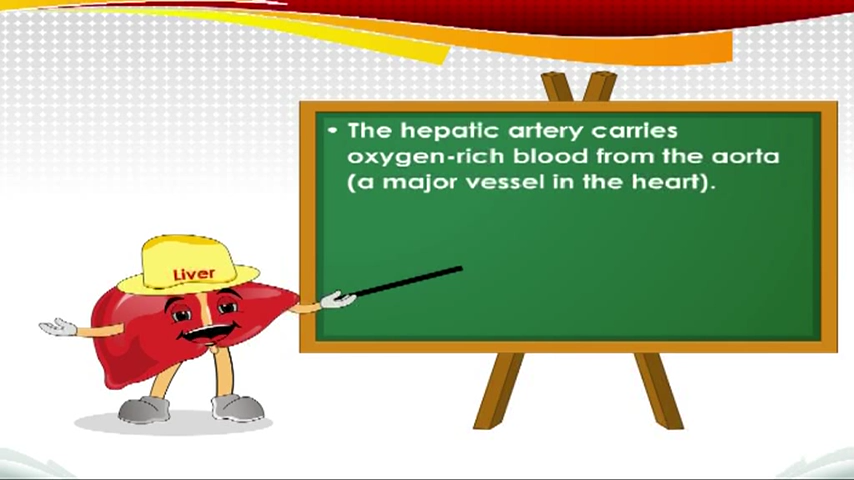 • The hepatic artery carries
oxygen-rich blood from the aorta
(a major vessel in the heart).
Liver